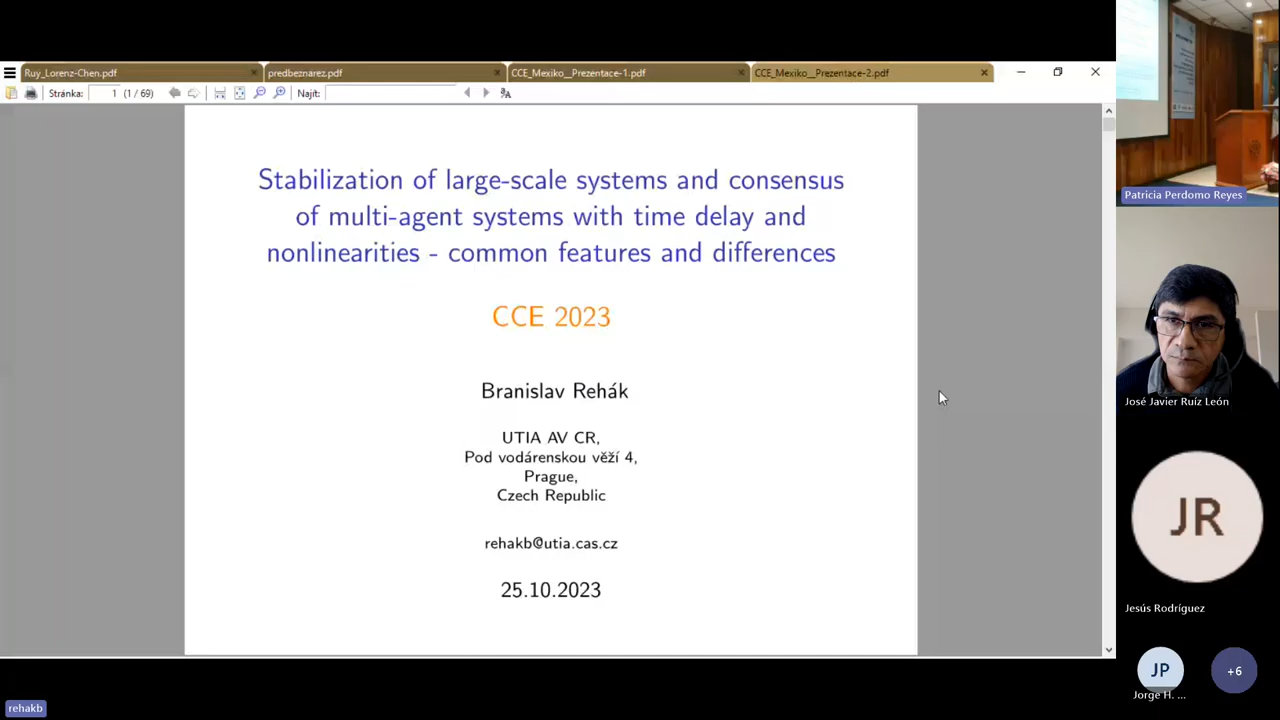 Ruy_Lorenz-Chen.pdf
predbeznarez.pdf
CCE_Mexiko__Prezentace-1.pdf
CCE_Mexiko__Prezentace-2.pdf
Stránka: 1 (1 / 69)
Najít:
Stabilization of large-scale systems and consensus
of multi-agent systems with time delay and
nonlinearities - common features and differences
CCE 2023
Branislav Rehák
UTIA AV CR,
Pod vodárenskou věží 4,
Prague,
Czech Republic
rehakb@utia.cas.cz
25.10.2023
rehakb
Patricia Perdomo Reyes
José Javier Ruíz León
JR
Jesús Rodríguez
JP
Jorge H. ...
+6